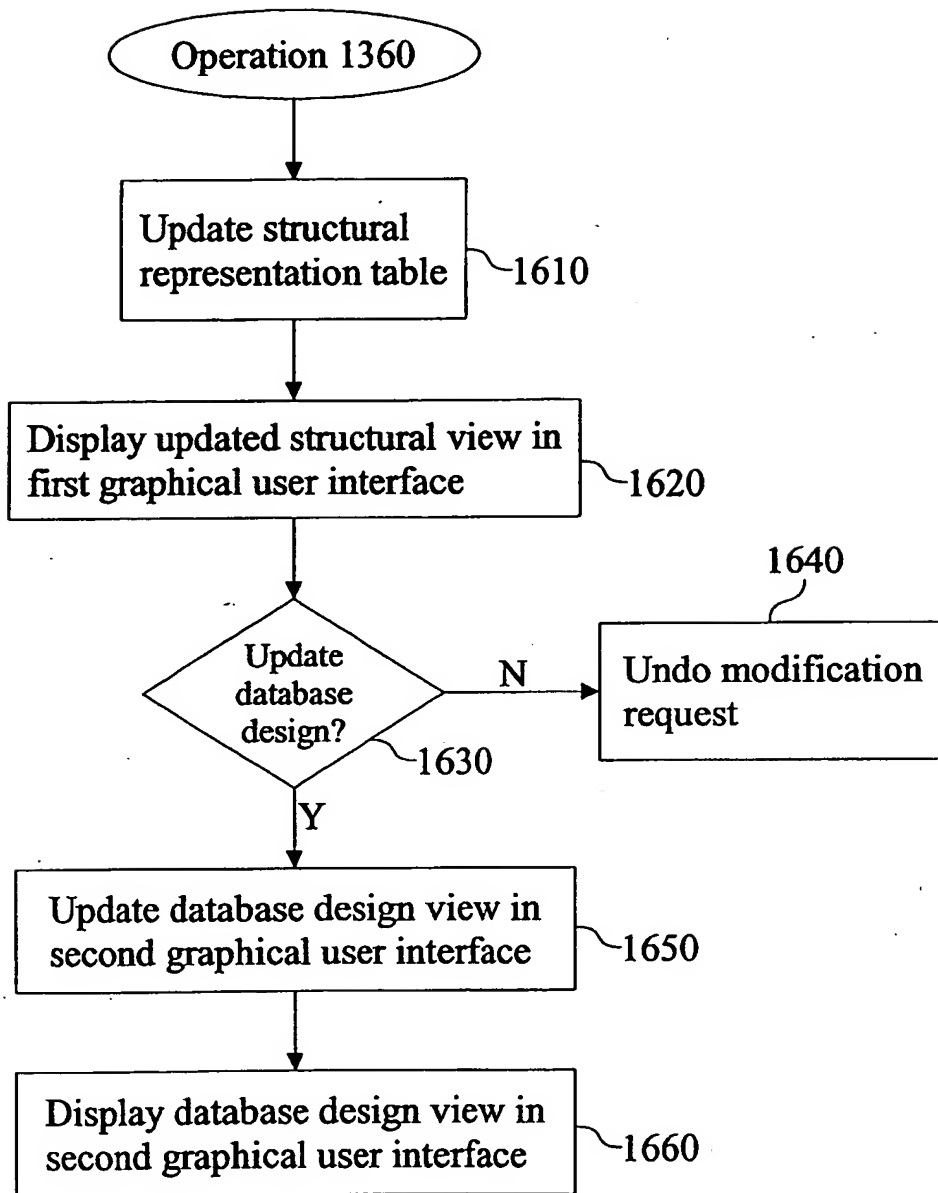 Operation 1360
Update structural
representation table
1610
Display updated structural view in
first graphical user interface
1620
1640
Update
database
design?
N
Undo modification
request
1630
Y
Update database design view in
second graphical user interface
1650
Display database design view in
second graphical user interface
1660